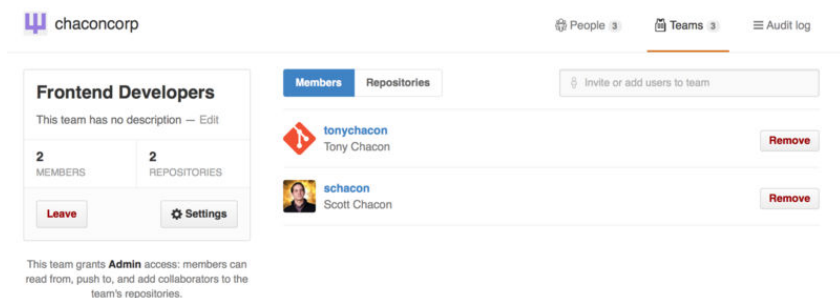 chaconcorp
People 3
Teams 3
Audit log
Frontend Developers
This team has no description — Edit
2
MEMBERS
2
REPOSITORIES
Leave
Settings
This team grants Admin access: members can
read from, push to, and add collaborators to the
team's repositories.
Members
Repositories
Invite or add users to team
tonychacon
Tony Chacon
Remove
schacon
Scott Chacon
Remove